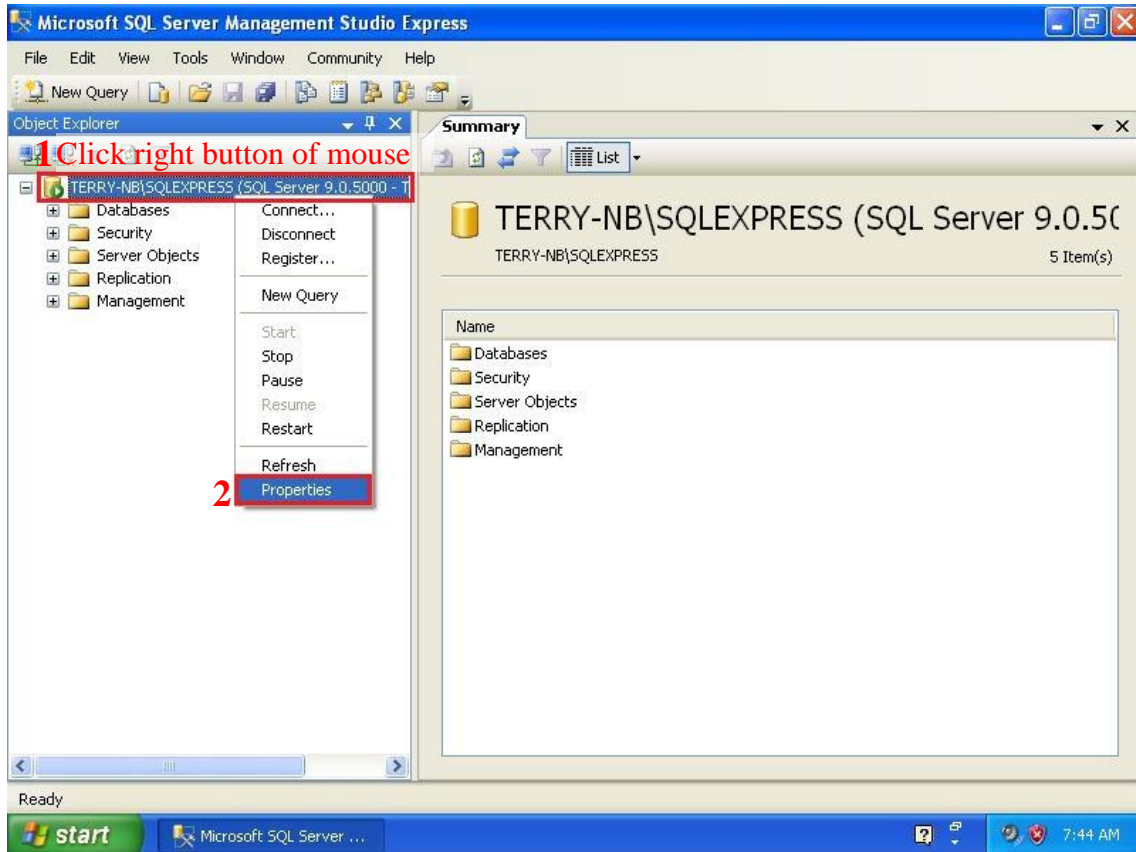 Microsoft SQL Server Management Studio Express
File Edit View Tools Window Community Help
New Query
Object Explorer
Summary
1 Click right button of mouse
List
TERRY-NB\SQLEXPRESS (SQL Server 9.0.5000 - T
Databases
Security
Server Objects
Replication
Management
Connect...
Disconnect
Register...
New Query
Start
Stop
Pause
Resume
Restart
Refresh
2 Properties
TERRY-NB\SQLEXPRESS (SQL Server 9.0.50
TERRY-NB\SQLEXPRESS
5 Item(s)
Name
Databases
Security
Server Objects
Replication
Management
Ready
start
Microsoft SQL Server ...
7:44 AM